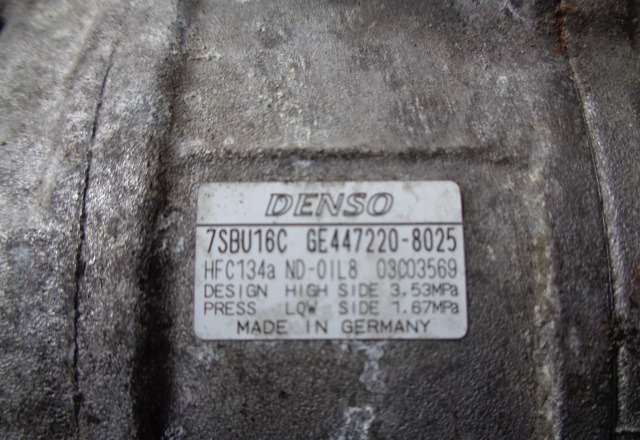 DENSO
7SBU16C GE447220-8025
HFC134a ND-OIL8 03C03569
DESIGN HIGH SIDE 3.53MPa
PRESS LOW SIDE 1.67MPa
MADE IN GERMANY